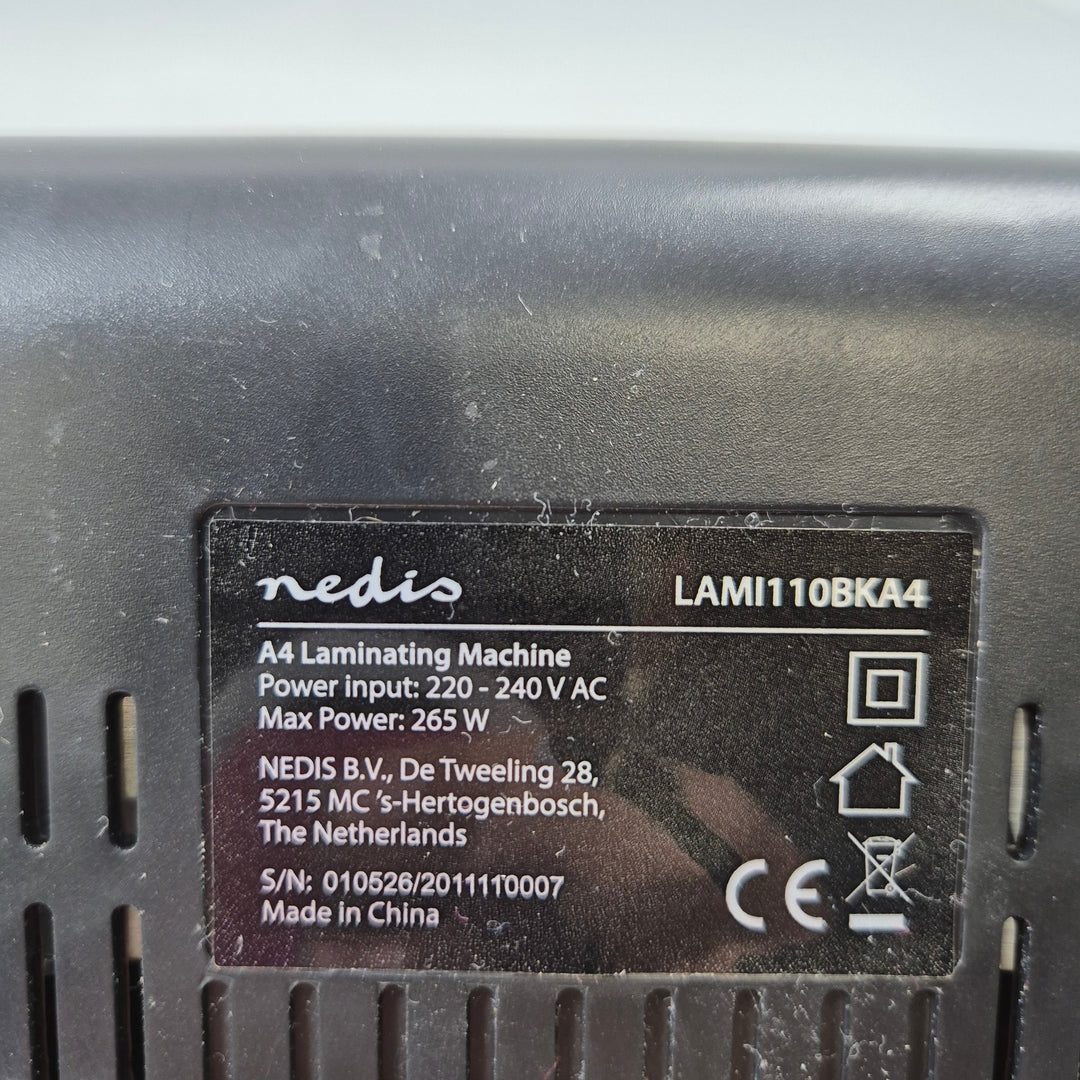 nedis
LAMI110BKA4
A4 Laminating Machine
Power input: 220 - 240 V AC
Max Power: 265 W
NEDIS B.V., De Tweeling 28,
5215 MC 's-Hertogenbosch,
The Netherlands
S/N: 010526/2011110007
Made in China
CE